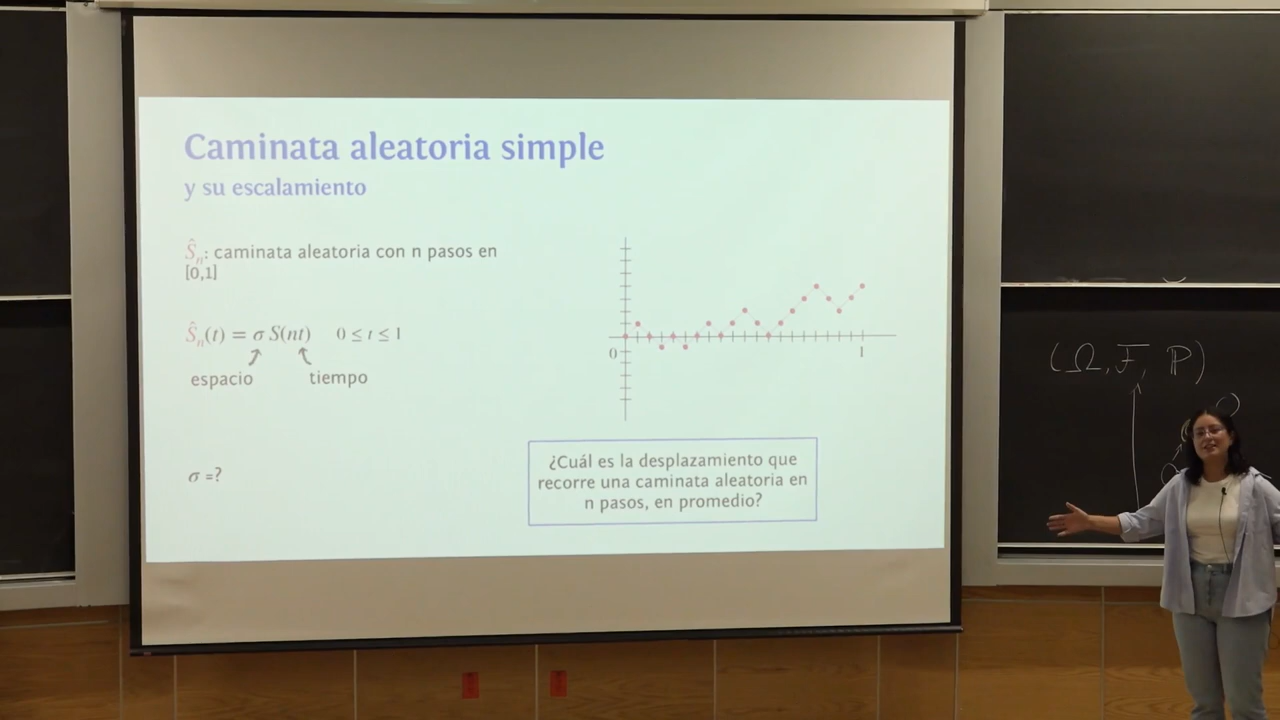 Caminata aleatoria simple
y su escalamiento
Ŝₙ: caminata aleatoria con n pasos en
[0,1]
Ŝₙ(t) = σ S(nt) 0 ≤ t ≤ 1
espacio tiempo
σ =?
0 1
¿Cuál es la desplazamiento que
recorre una caminata aleatoria en
n pasos, en promedio?
(Ω, F, ℙ)